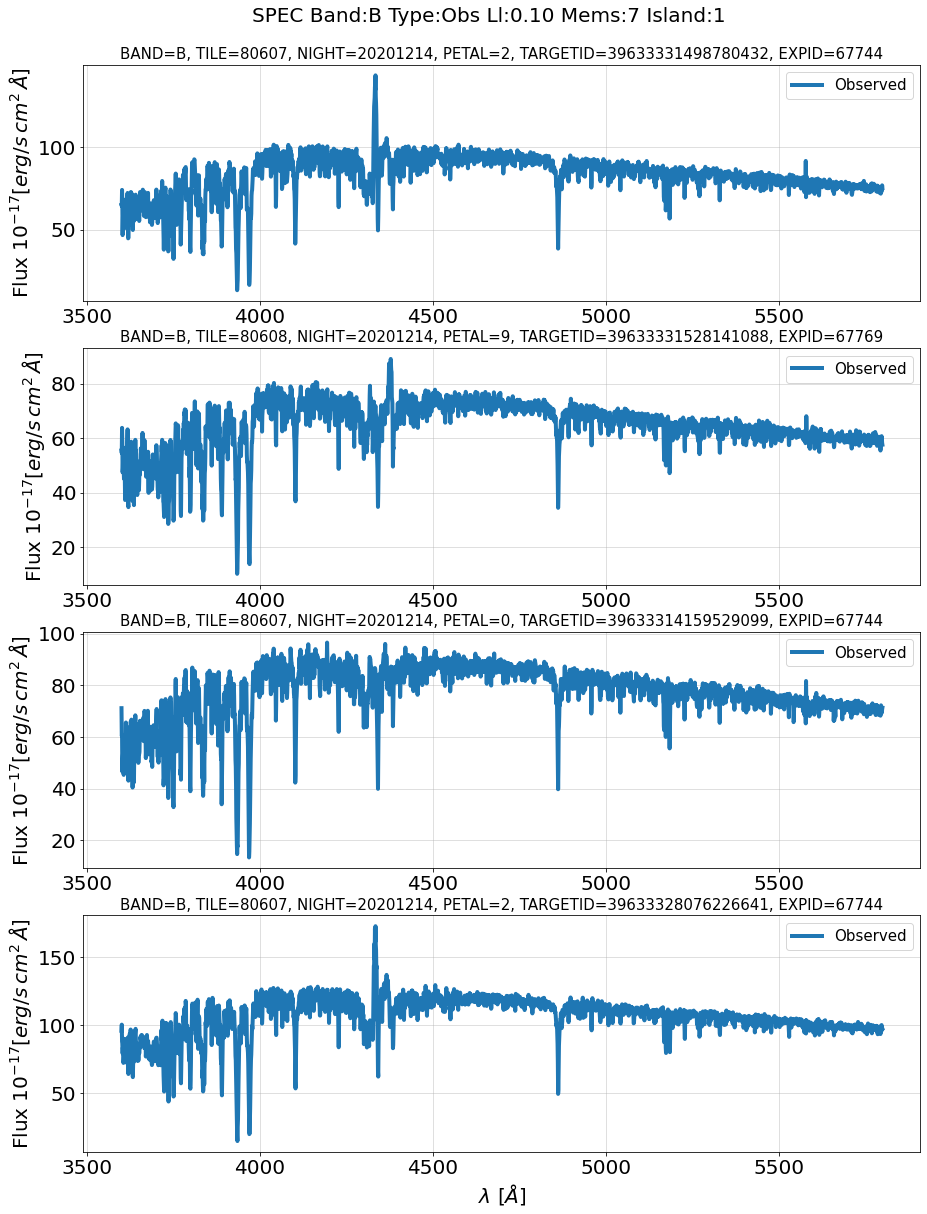 SPEC Band:B Type:Obs Ll:0.10 Mems:7 Island:1
BAND=B, TILE=80607, NIGHT=20201214, PETAL=2, TARGETID=39633331498780432, EXPID=67744
Observed
Flux 10^{-17}[erg/s cm^2 Å]
100
50
3500 4000 4500 5000 5500
BAND=B, TILE=80608, NIGHT=20201214, PETAL=9, TARGETID=39633331528141088, EXPID=67769
Observed
Flux 10^{-17}[erg/s cm^2 Å]
80
60
40
20
3500 4000 4500 5000 5500
BAND=B, TILE=80607, NIGHT=20201214, PETAL=0, TARGETID=39633314159529099, EXPID=67744
Observed
Flux 10^{-17}[erg/s cm^2 Å]
100
80
60
40
20
3500 4000 4500 5000 5500
BAND=B, TILE=80607, NIGHT=20201214, PETAL=2, TARGETID=39633328076226641, EXPID=67744
Observed
Flux 10^{-17}[erg/s cm^2 Å]
150
100
50
3500 4000 4500 5000 5500
λ [Å]